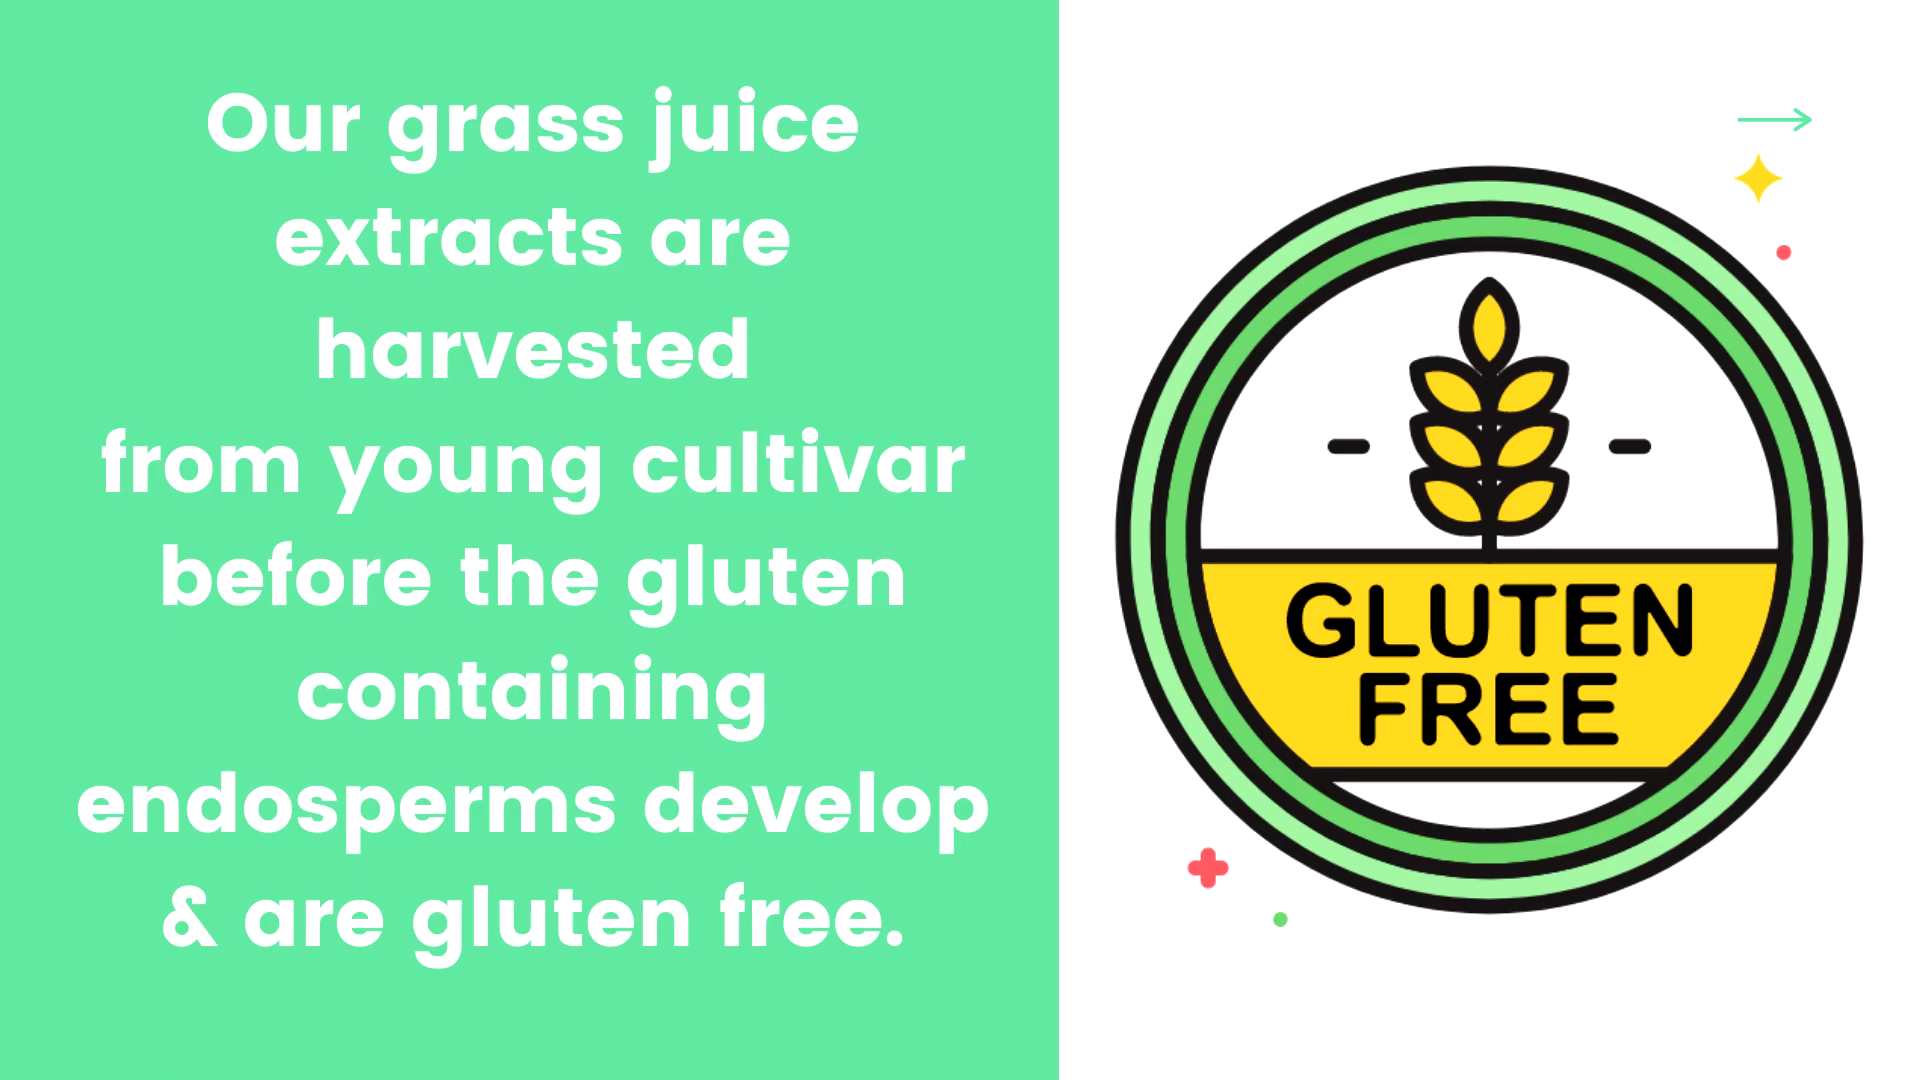 Our grass juice
extracts are
harvested
from young cultivar
before the gluten
containing
endosperms develop
& are gluten free.
GLUTEN
FREE